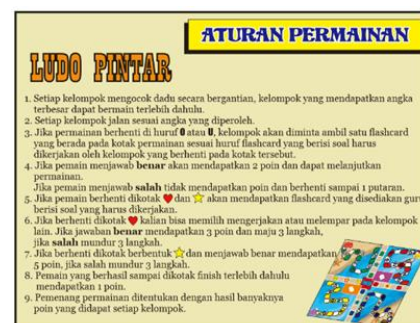 ATURAN PERMAINAN
LUDO PINTAR
1. Setiap kelompok mengocok dadu secara bergantian, kelompok yang mendapatkan angka
terbesar dapat bermain terlebih dahulu.
2. Setiap kelompok jalan sesuai angka yang diperoleh.
3. Jika permainan berhenti di huruf O atau U, kelompok akan diminta ambil satu flashcard
yang berada pada kotak permainan sesuai huruf flashcard yang berisi soal harus
dikerjakan oleh kelompok yang berhenti pada kotak tersebut.
4. Jika pemain menjawab benar akan mendapatkan 2 poin dan dapat melanjutkan
permainan.
Jika pemain menjawab salah tidak mendapatkan poin dan berhenti sampai 1 putaran.
5. Jika pemain berhenti dikotak ♥ dan ☆ akan mendapatkan flashcard yang disediakan guru
berisi soal yang harus dikerjakan.
6. Jika berhenti dikotak ♥ kalian bisa memilih mengerjakan atau melempar pada kelompok
lain. Jika jawaban benar mendapatkan 3 poin dan maju 3 langkah,
jika salah mundur 3 langkah.
7. Jika berhenti dikotak berbentuk ☆ dan menjawab benar mendapatkan
5 poin, jika salah mundur 3 langkah.
8. Pemain yang berhasil sampai dikotak finish terlebih dahulu
mendapatkan 1 poin.
9. Pemenang permainan ditentukan dengan hasil banyaknya
poin yang didapat setiap kelompok.